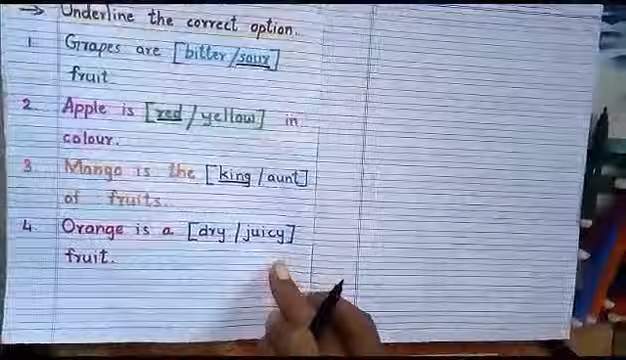 → Underline the correct option.
1. Grapes are [bitter/sour]
fruit
2. Apple is [red/yellow] in
colour.
3 Mango is the [king/aunt]
of fruits.
4. Orange is a [dry/juicy]
fruit.